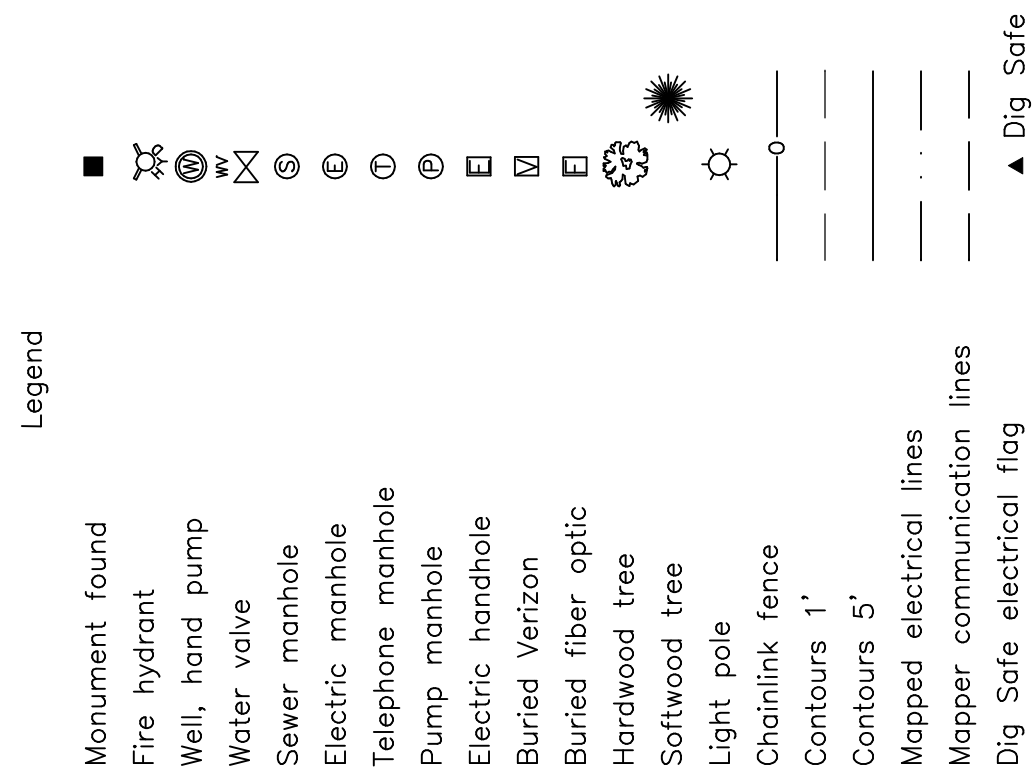 Legend
Monument found
Fire hydrant
Well, hand pump W
Water valve WV
Sewer manhole S
Electric manhole E
Telephone manhole T
Pump manhole P
Electric handhole E
Buried Verizon V
Buried fiber optic F
Hardwood tree
Softwood tree
Light pole
Chainlink fence O
Contours 1'
Contours 5'
Mapped electrical lines
Mapper communication lines
Dig Safe electrical flag ▲ Dig Safe